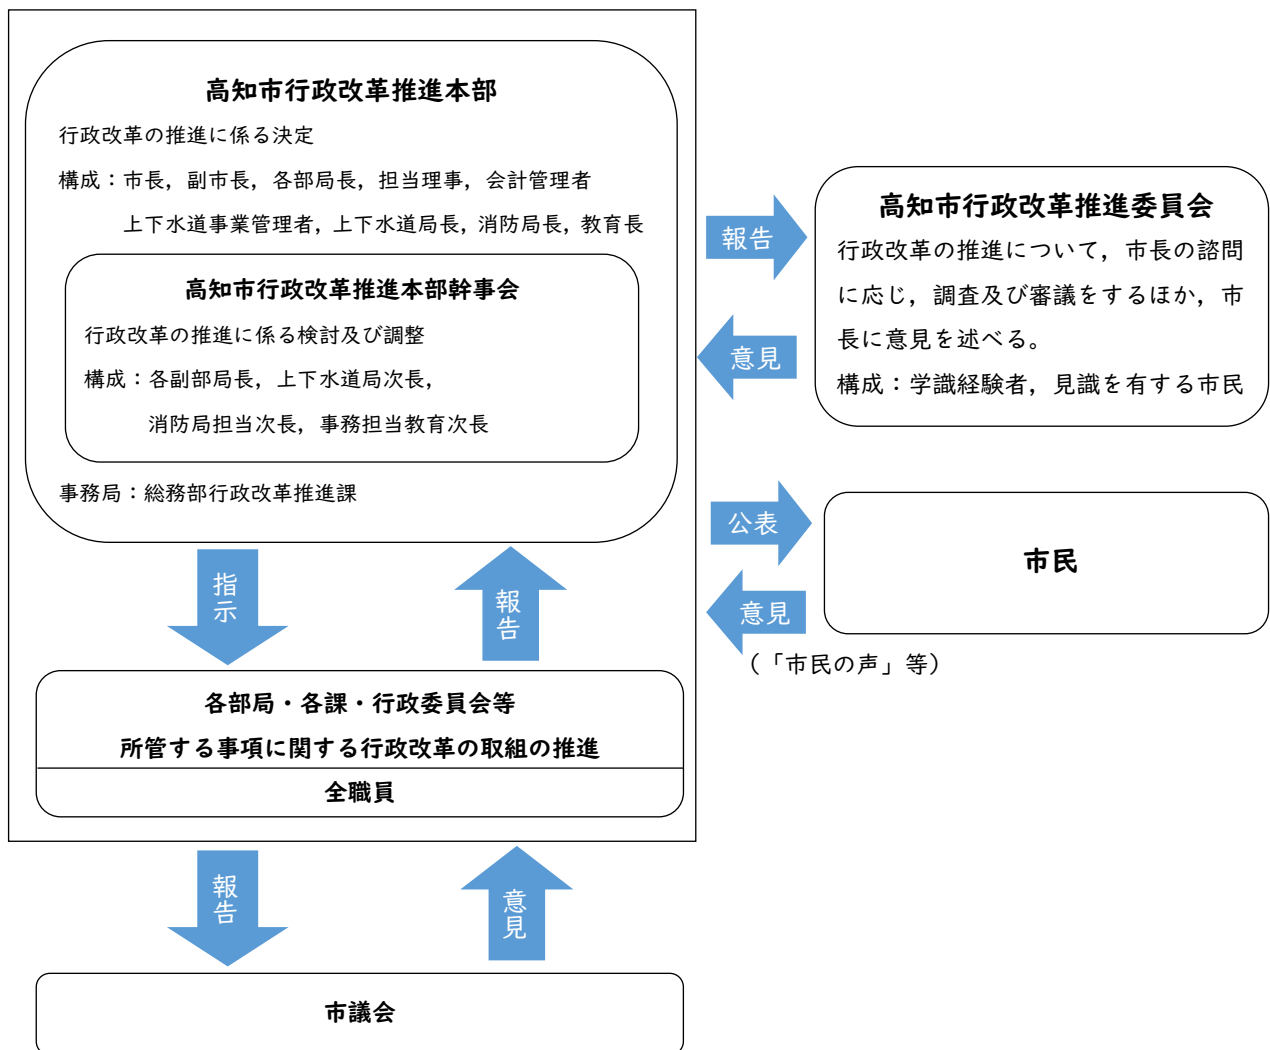 高知市行政改革推進本部
行政改革の推進に係る決定
構成：市長，副市長，各部局長，担当理事，会計管理者
上下水道事業管理者，上下水道局長，消防局長，教育長
高知市行政改革推進本部幹事会
行政改革の推進に係る検討及び調整
構成：各副部局長，上下水道局次長，
消防局担当次長，事務担当教育次長
事務局：総務部行政改革推進課
報告
意見
高知市行政改革推進委員会
行政改革の推進について，市長の諮問
に応じ，調査及び審議をするほか，市
長に意見を述べる。
構成：学識経験者，見識を有する市民
公表
意見
（「市民の声」等）
市民
指示
報告
各部局・各課・行政委員会等
所管する事項に関する行政改革の取組の推進
全職員
報告
意見
市議会